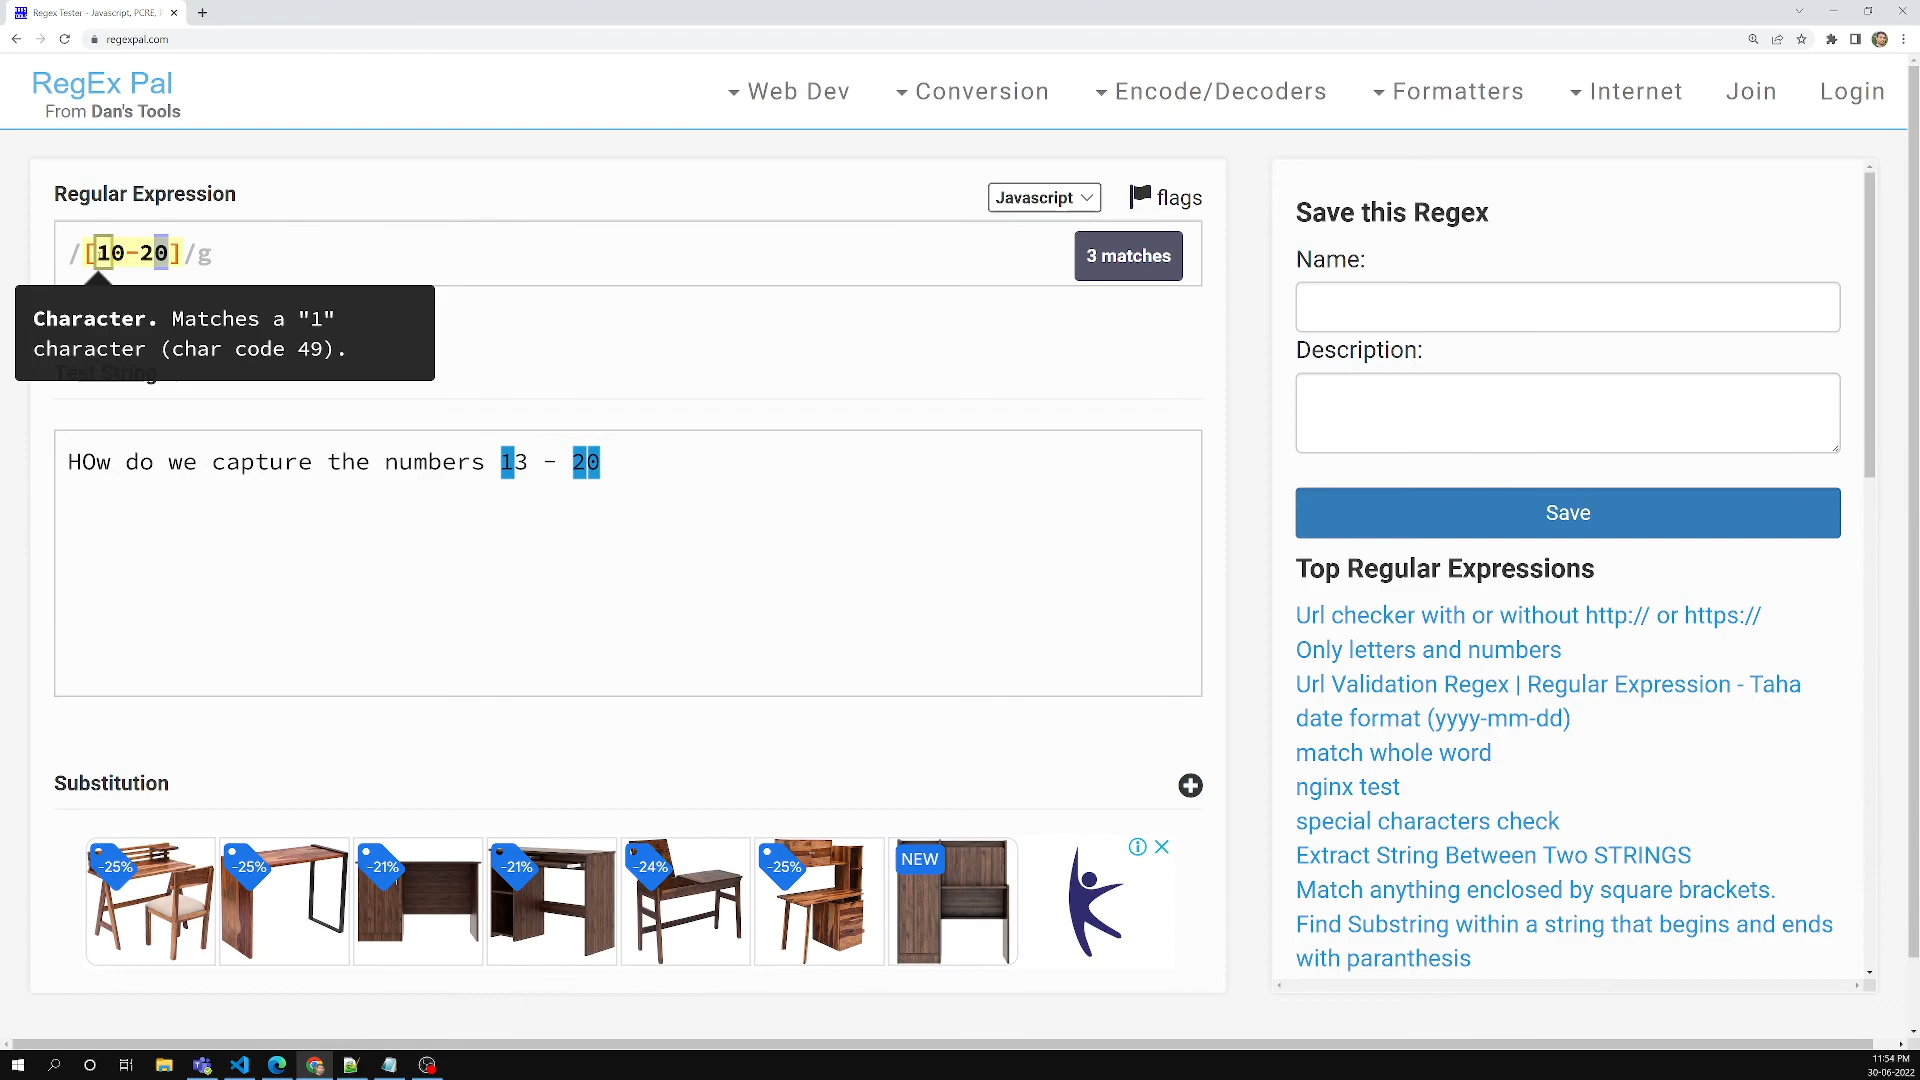 Regex Tester - Javascript, PCRE, P
regexpal.com
RegEx Pal
From Dan's Tools
Web Dev
Conversion
Encode/Decoders
Formatters
Internet
Join
Login
Regular Expression
Javascript
flags
/[10-20]/g
3 matches
Character. Matches a "1"
character (char code 49).
Test String
HOw do we capture the numbers 13 - 20
Substitution
-25%
-25%
-21%
-21%
-24%
-25%
NEW
Save this Regex
Name:
Description:
Save
Top Regular Expressions
Url checker with or without http:// or https://
Only letters and numbers
Url Validation Regex | Regular Expression - Taha
date format (yyyy-mm-dd)
match whole word
nginx test
special characters check
Extract String Between Two STRINGS
Match anything enclosed by square brackets.
Find Substring within a string that begins and ends
with paranthesis
11:54 PM
30-06-2022